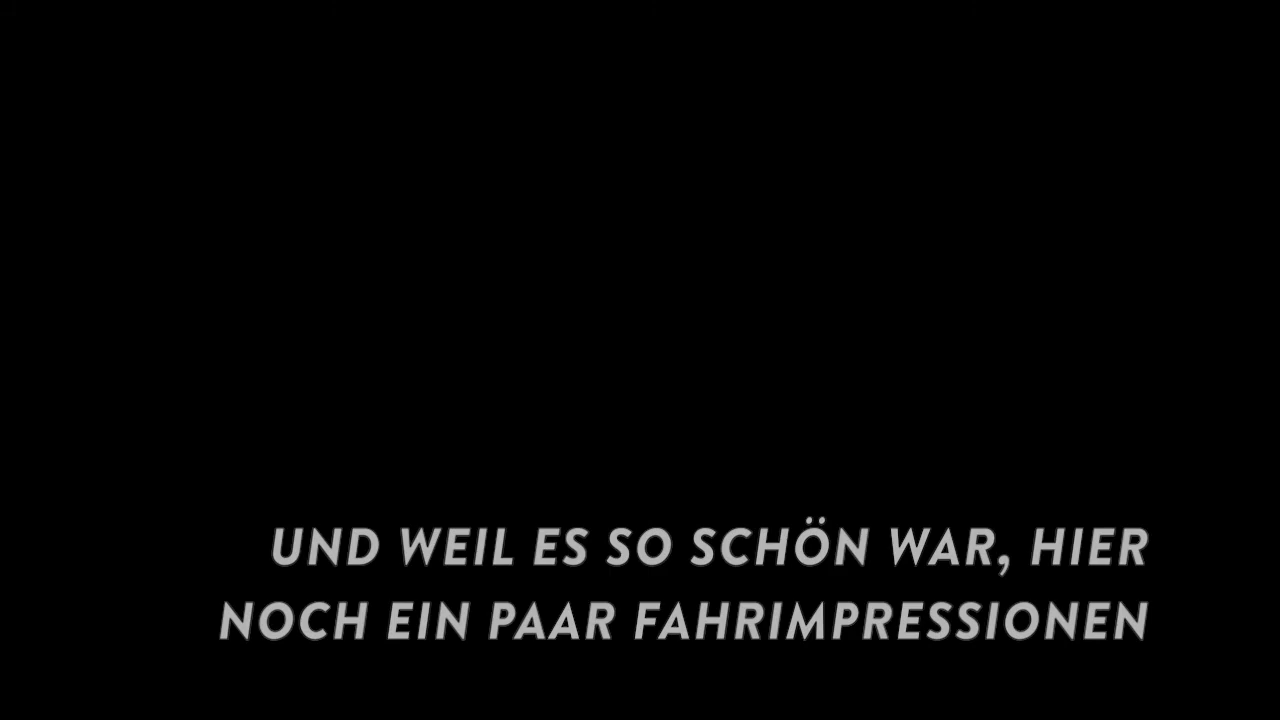 UND WEIL ES SO SCHÖN WAR, HIER
NOCH EIN PAAR FAHRIMPRESSIONEN